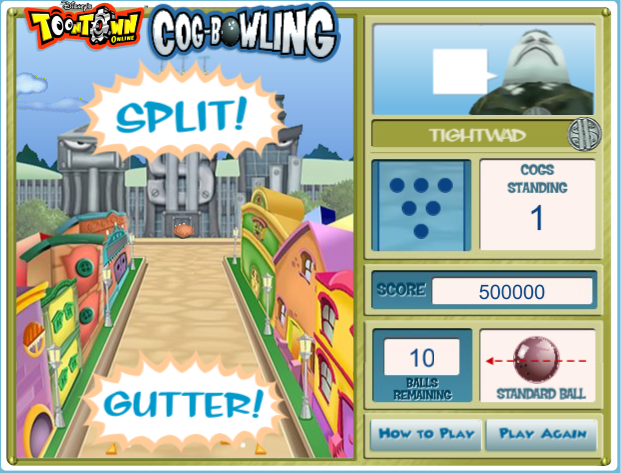 Disney's
TOONTOWN
ONLINE
COG-BOWLING
SPLIT!
GUTTER!
TIGHTWAD
COGS
STANDING
1
SCORE 500000
10
BALLS
REMAINING
STANDARD BALL
HOW TO PLAY
PLAY AGAIN